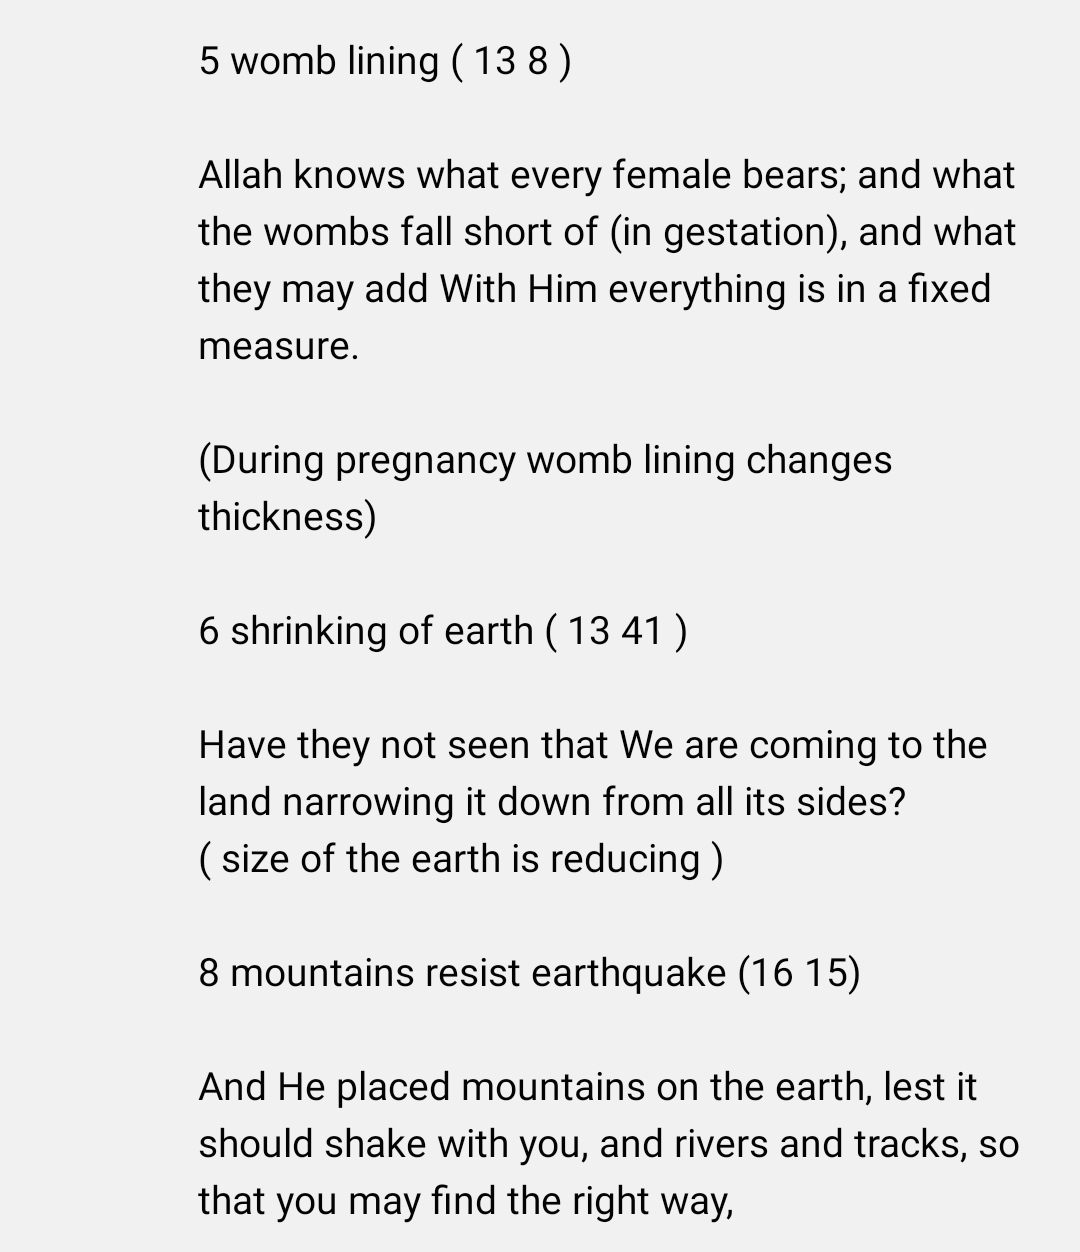 5 womb lining ( 13 8 )
Allah knows what every female bears; and what
the wombs fall short of (in gestation), and what
they may add With Him everything is in a fixed
measure.
(During pregnancy womb lining changes
thickness)
6 shrinking of earth ( 13 41 )
Have they not seen that We are coming to the
land narrowing it down from all its sides?
( size of the earth is reducing )
8 mountains resist earthquake (16 15)
And He placed mountains on the earth, lest it
should shake with you, and rivers and tracks, so
that you may find the right way,